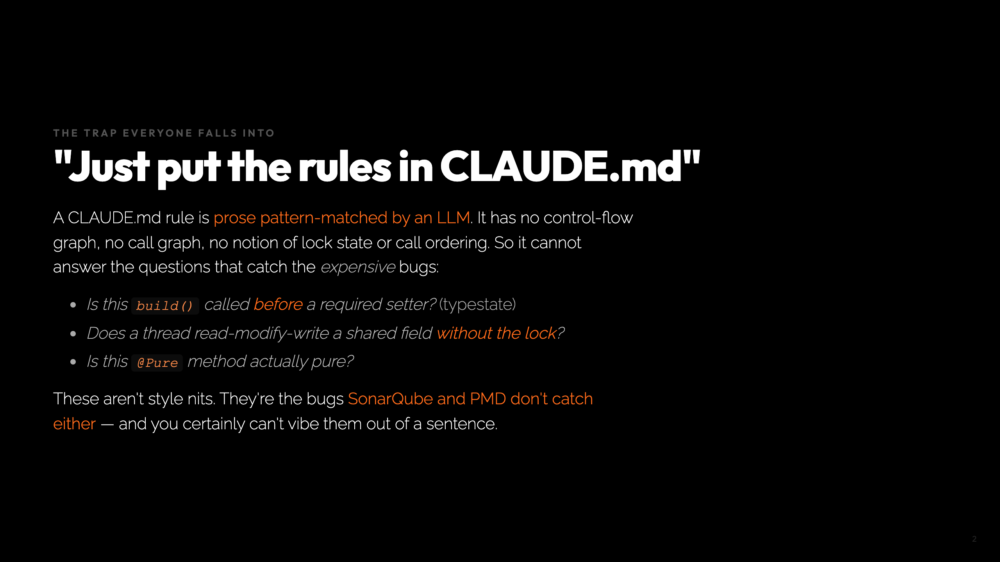 THE TRAP EVERYONE FALLS INTO
"Just put the rules in CLAUDE.md"
A CLAUDE.md rule is prose pattern-matched by an LLM. It has no control-flow
graph, no call graph, no notion of lock state or call ordering. So it cannot
answer the questions that catch the expensive bugs:
• Is this build() called before a required setter? (typestate)
• Does a thread read-modify-write a shared field without the lock?
• Is this @Pure method actually pure?
These aren't style nits. They're the bugs SonarQube and PMD don't catch
either — and you certainly can't vibe them out of a sentence.
2